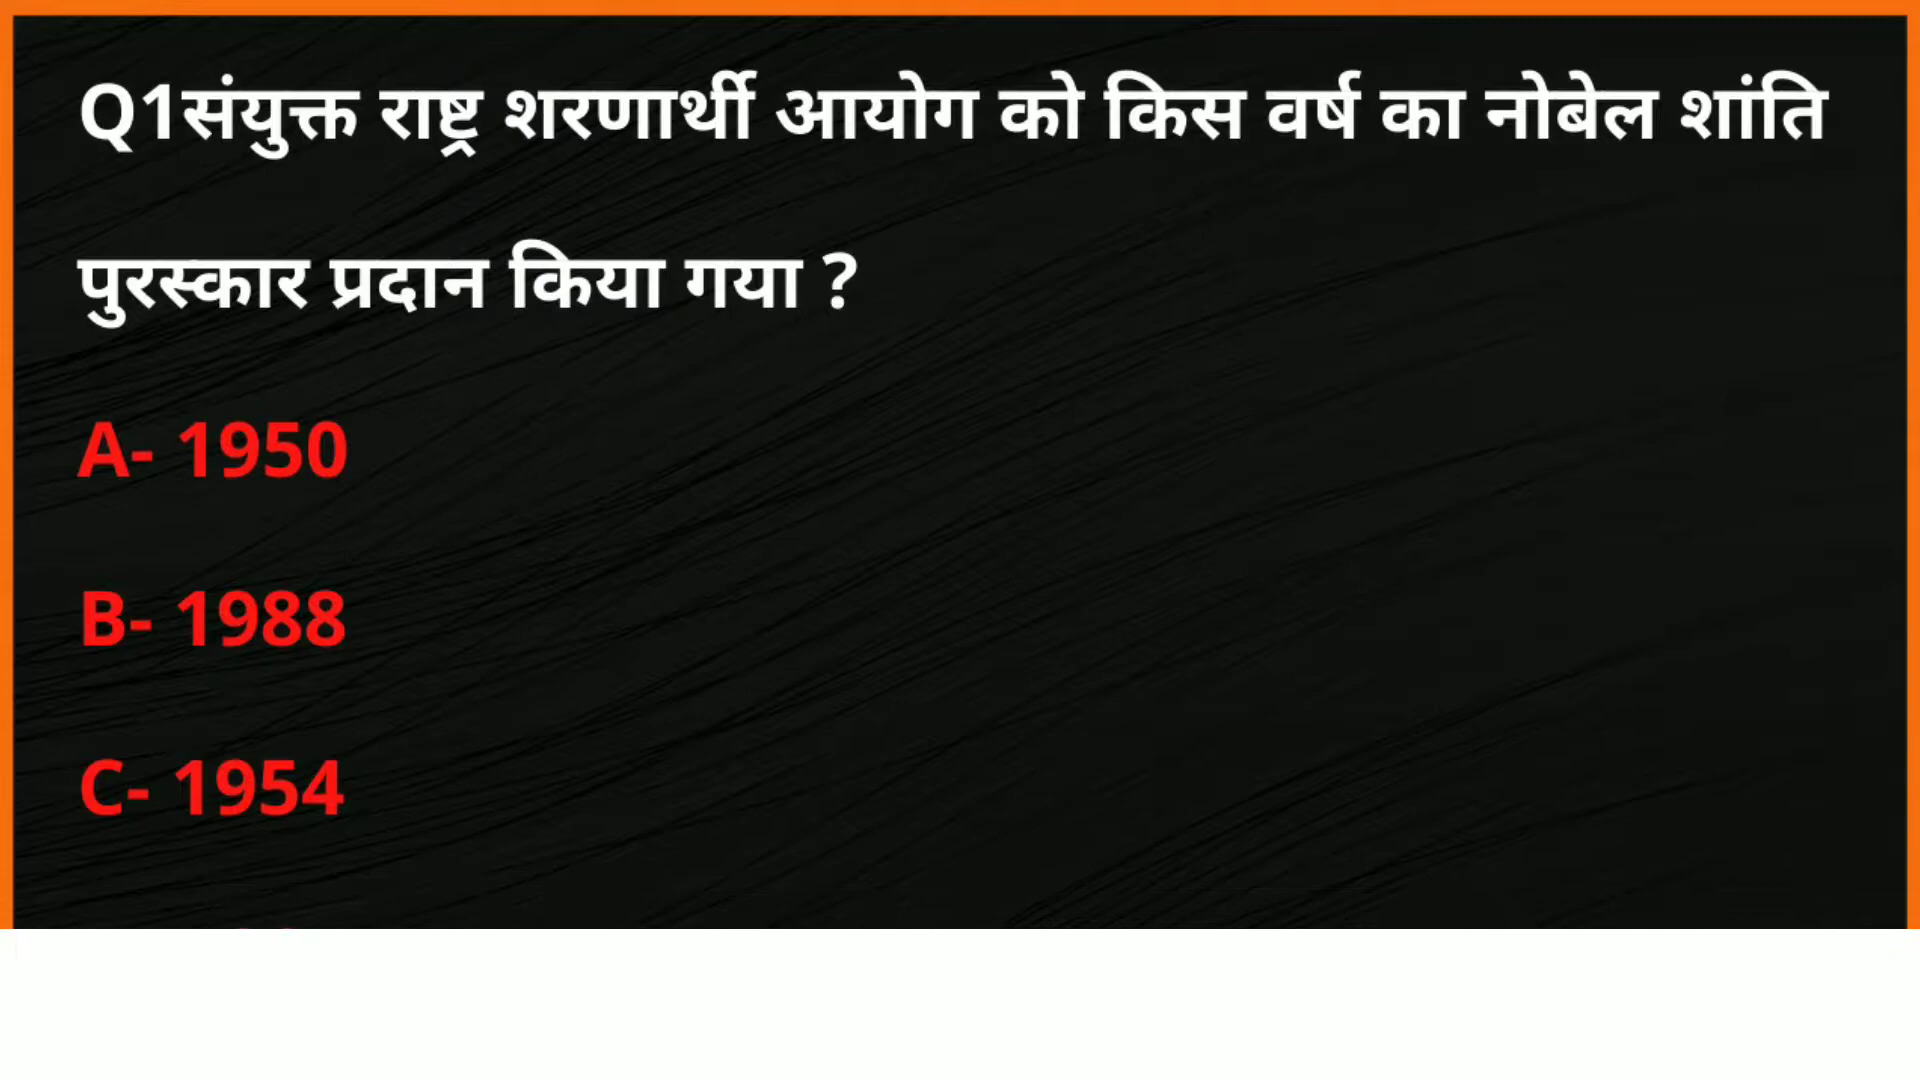 Q1संयुक्त राष्ट्र शरणार्थी आयोग को किस वर्ष का नोबेल शांति
पुरस्कार प्रदान किया गया ?
A- 1950
B- 1988
C- 1954